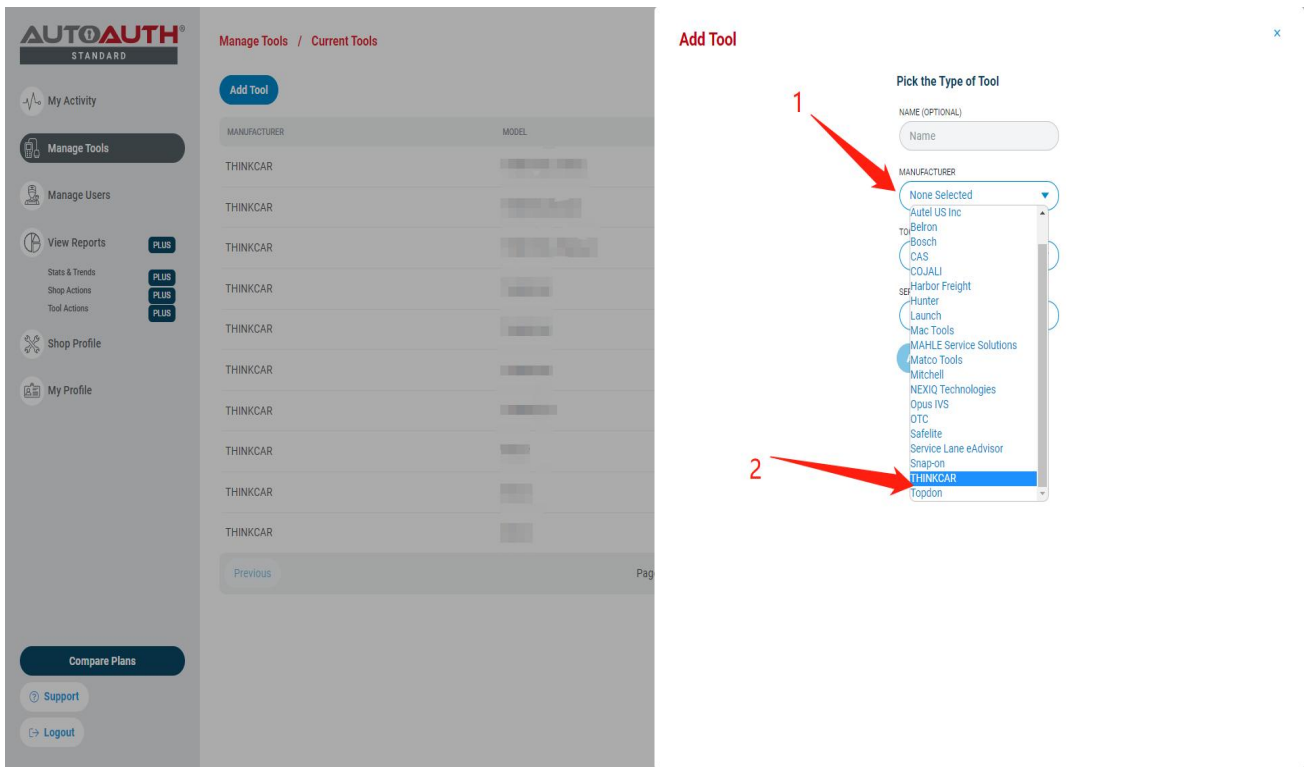 AUTOAUTH®
STANDARD
My Activity
Manage Tools
Manage Users
View Reports PLUS
Stats & Trends PLUS
Shop Actions PLUS
Tool Actions PLUS
Shop Profile
My Profile
Compare Plans
Support
Logout
Manage Tools / Current Tools
Add Tool
MANUFACTURER MODEL
THINKCAR
THINKCAR
THINKCAR
THINKCAR
THINKCAR
THINKCAR
THINKCAR
THINKCAR
THINKCAR
THINKCAR
Previous
Add Tool
x
Pick the Type of Tool
1
NAME (OPTIONAL)
Name
MANUFACTURER
None Selected
Autel US Inc
Belron
Bosch
CAS
COJALI
Harbor Freight
Hunter
Launch
Mac Tools
MAHLE Service Solutions
Matco Tools
Mitchell
NEXIQ Technologies
Opus IVS
OTC
Safelite
Service Lane eAdvisor
Snap-on
2
THINKCAR
Topdon